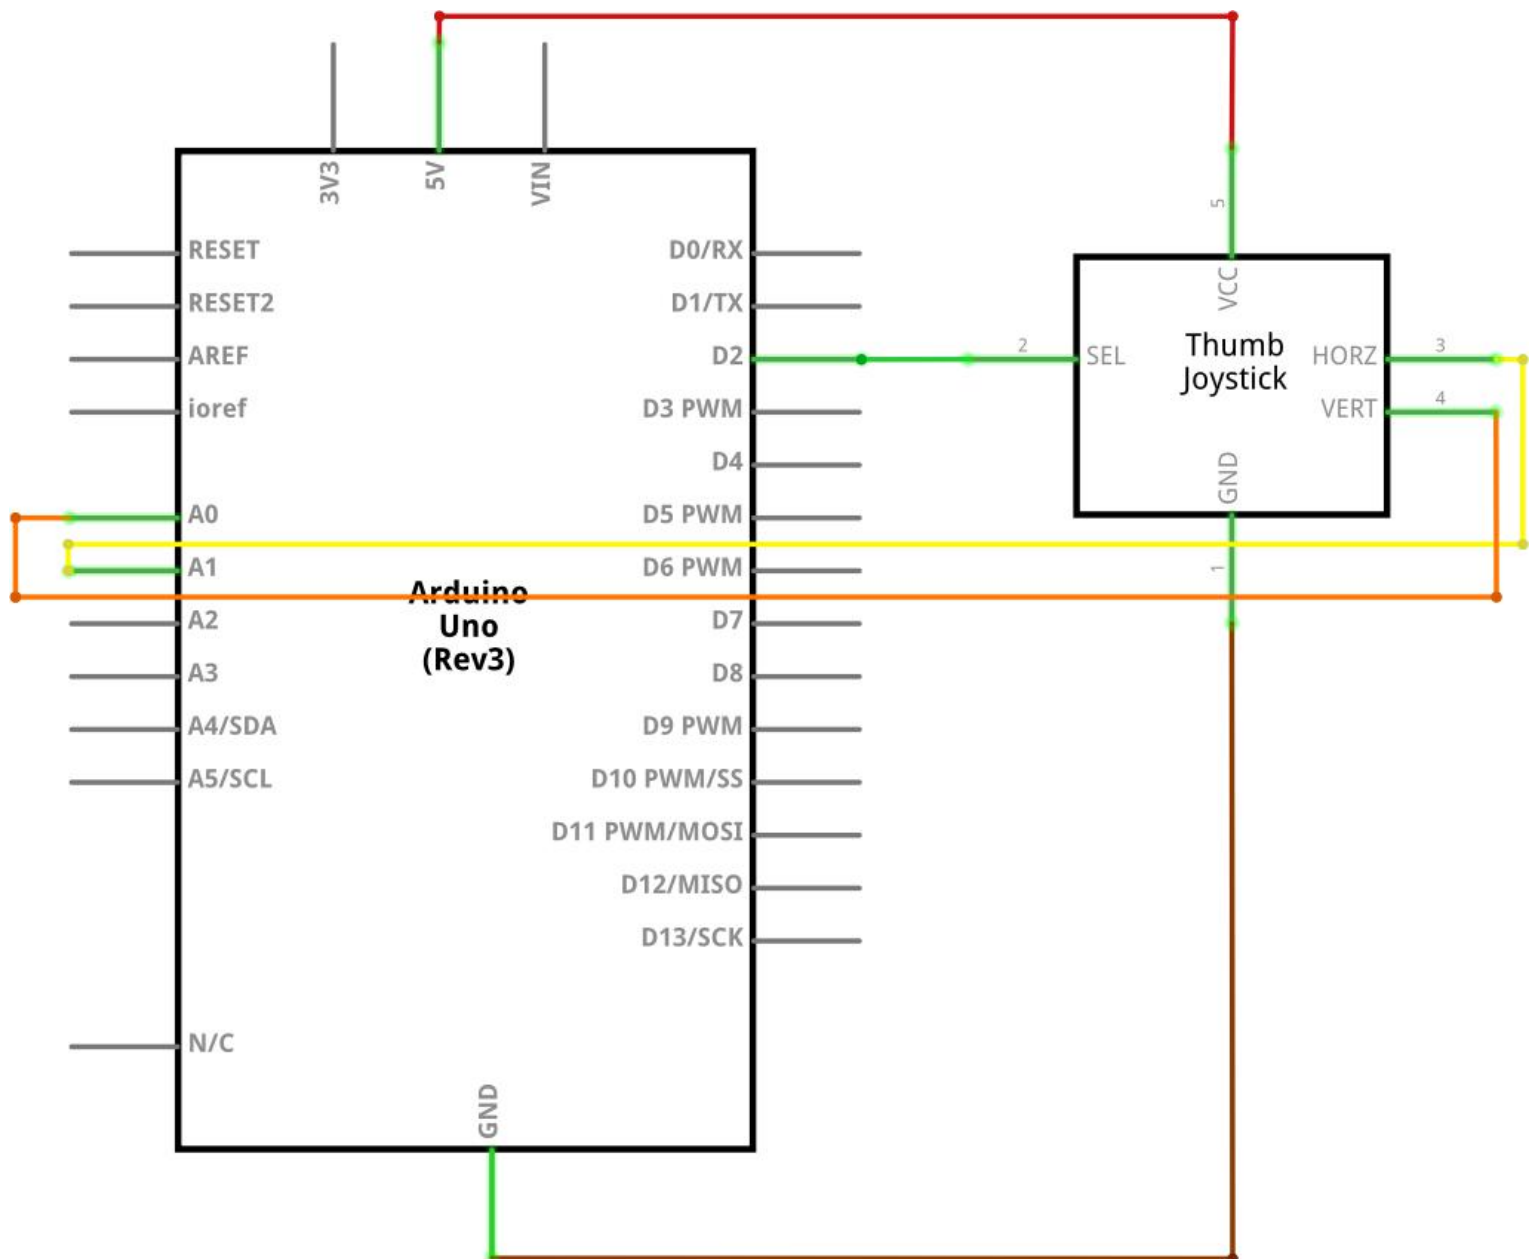 3V3
5V
VIN
RESET
RESET2
AREF
ioref
A0
A1
A2
A3
A4/SDA
A5/SCL
N/C
GND
Arduino
Uno
(Rev3)
D0/RX
D1/TX
D2
D3 PWM
D4
D5 PWM
D6 PWM
D7
D8
D9 PWM
D10 PWM/SS
D11 PWM/MOSI
D12/MISO
D13/SCK
5
VCC
2
SEL
Thumb
Joystick
HORZ
3
VERT
4
GND
1